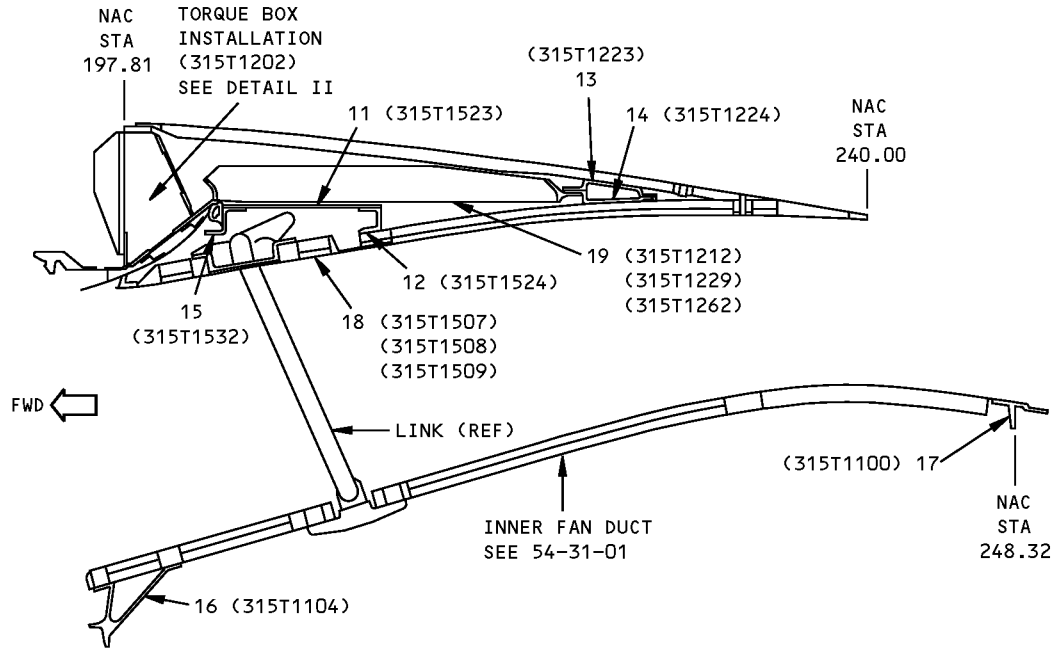 NAC
STA
197.81
TORQUE BOX
INSTALLATION
(315T1202)
SEE DETAIL II
11 (315T1523)
(315T1223)
13
14 (315T1224)
NAC
STA
240.00
15
(315T1532)
12 (315T1524)
18 (315T1507)
(315T1508)
(315T1509)
19 (315T1212)
(315T1229)
(315T1262)
FWD
LINK (REF)
(315T1100) 17
INNER FAN DUCT
SEE 54-31-01
NAC
STA
248.32
16 (315T1104)